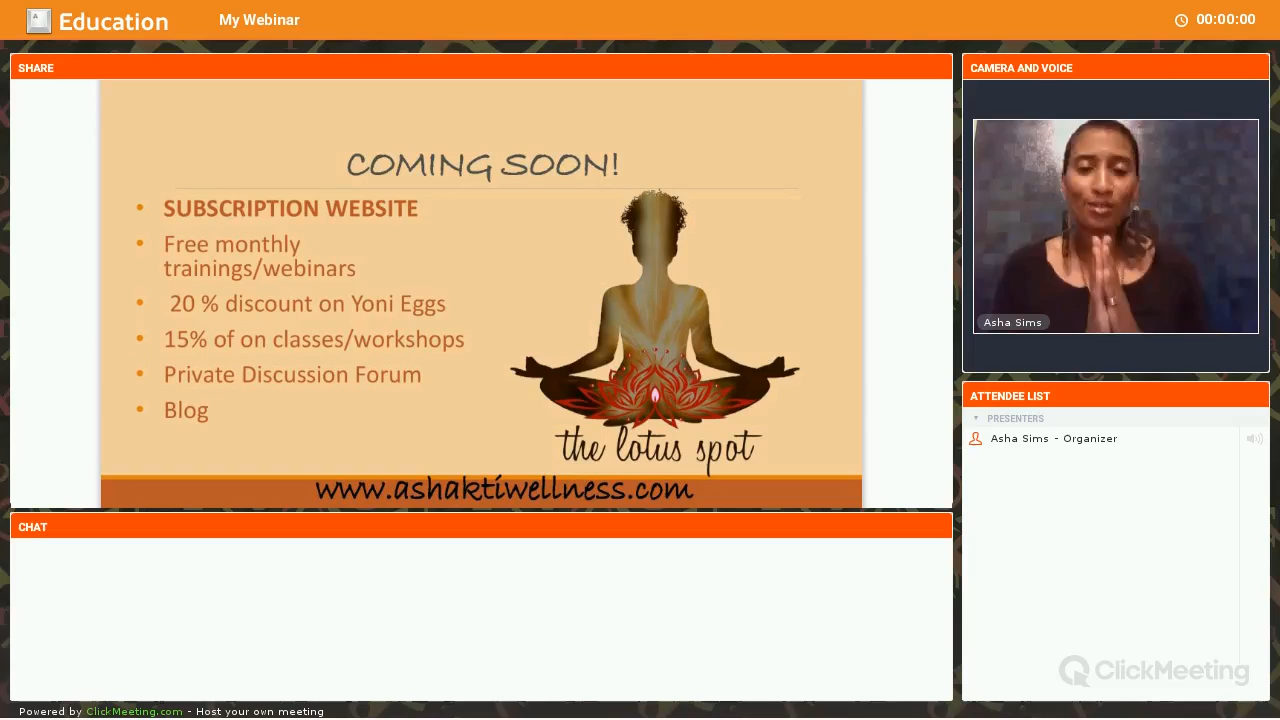 Education
My Webinar
00:00:00
SHARE
COMING SOON!
• SUBSCRIPTION WEBSITE
• Free monthly
trainings/webinars
• 20 % discount on Yoni Eggs
• 15% of on classes/workshops
• Private Discussion Forum
• Blog
the lotus spot
www.ashaktiwellness.com
CAMERA AND VOICE
Asha Sims
ATTENDEE LIST
PRESENTERS
Asha Sims - Organizer
CHAT
ClickMeeting
Powered by ClickMeeting.com - Host your own meeting